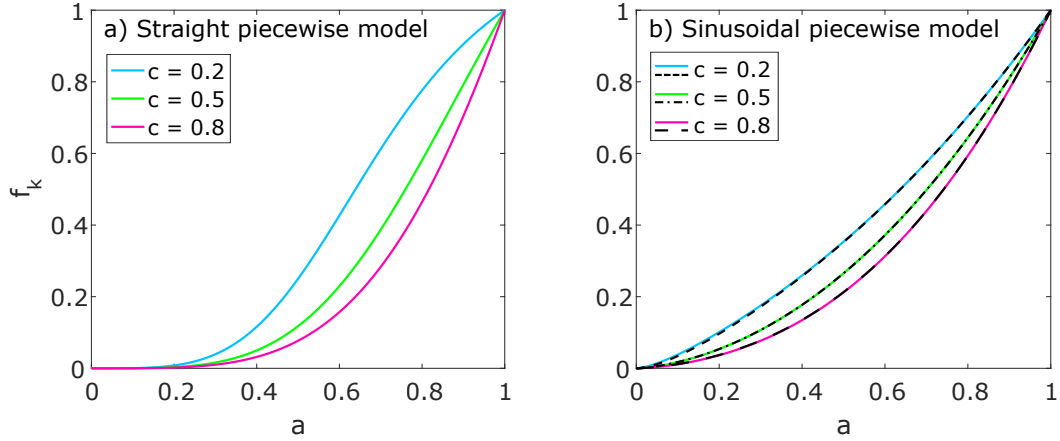 a) Straight piecewise model
c = 0.2
c = 0.5
c = 0.8
f_k
1
0.8
0.6
0.4
0.2
0
0 0.2 0.4 0.6 0.8 1
a
b) Sinusoidal piecewise model
c = 0.2
c = 0.5
c = 0.8
1
0.8
0.6
0.4
0.2
0
0 0.2 0.4 0.6 0.8 1
a